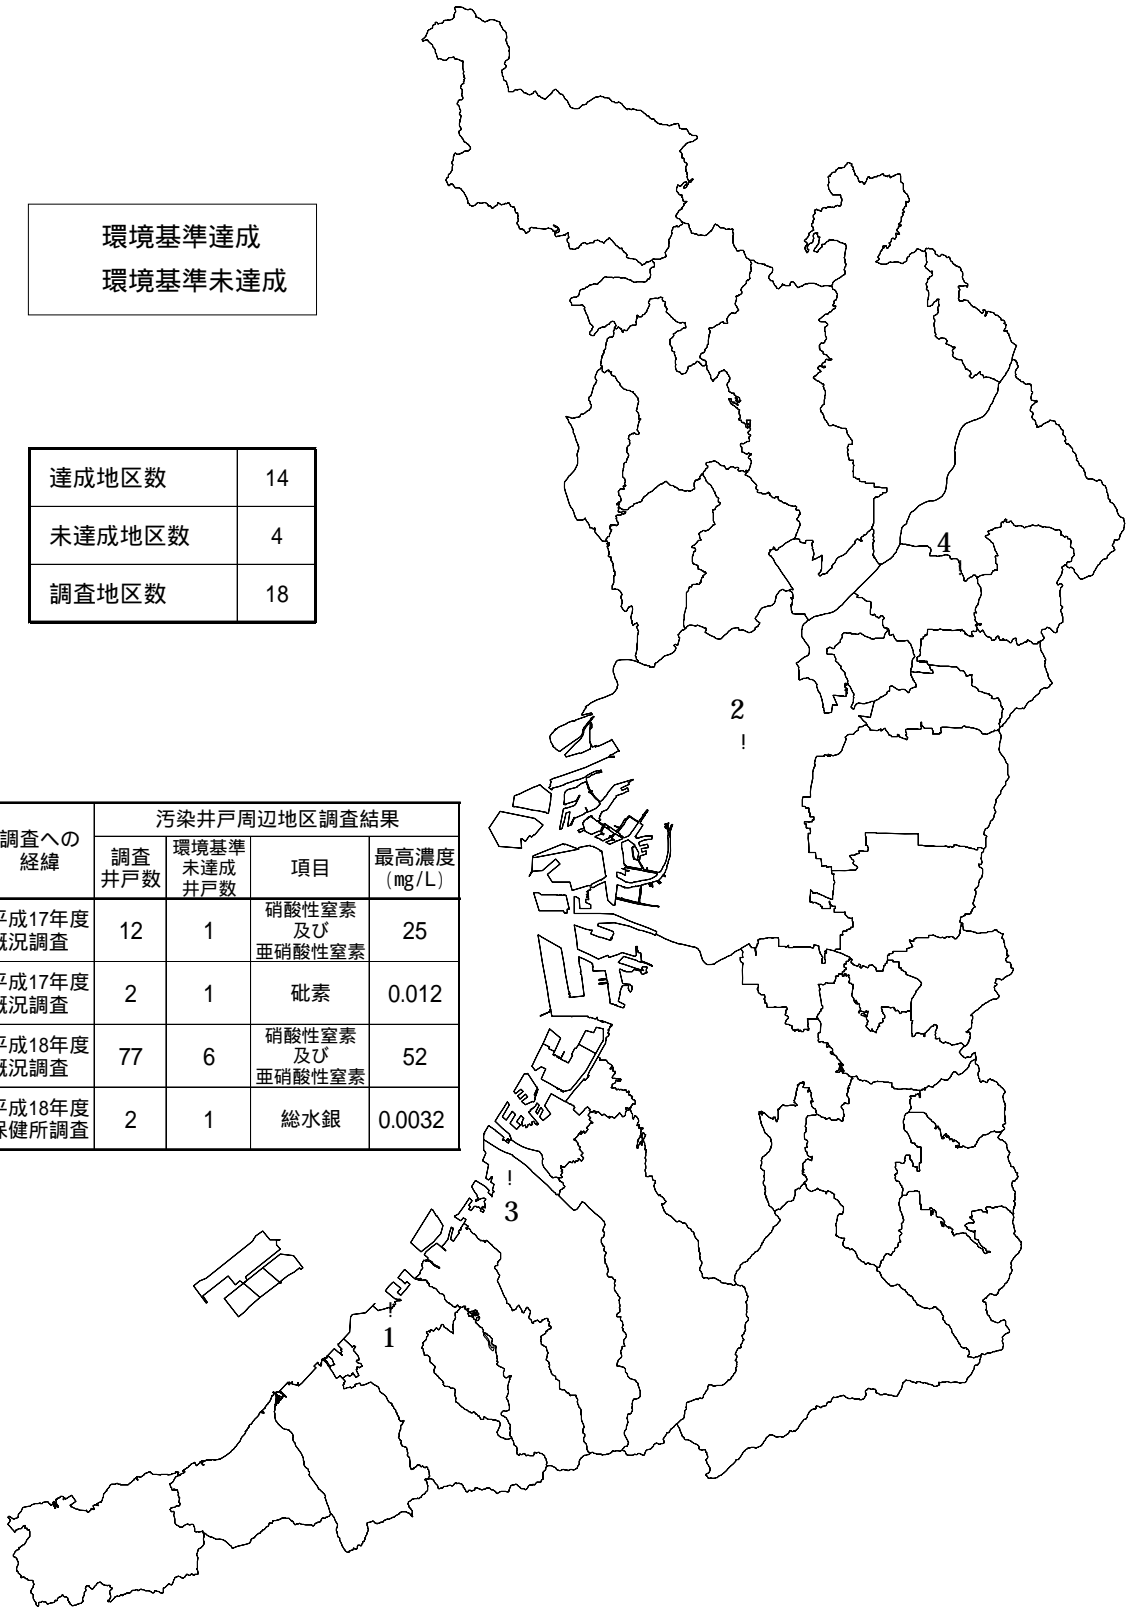 環境基準達成
環境基準未達成
達成地区数 14
未達成地区数 4
調査地区数 18
調査への
経緯
汚染井戸周辺地区調査結果
調査
井戸数
環境基準
未達成
井戸数
項目
最高濃度
(mg/L)
平成17年度
概況調査
12
1
硝酸性窒素
及び
亜硝酸性窒素
25
平成17年度
概況調査
2
1
砒素
0.012
平成18年度
概況調査
77
6
硝酸性窒素
及び
亜硝酸性窒素
52
平成18年度
保健所調査
2
1
総水銀
0.0032
4
2
!
!
3
!
1